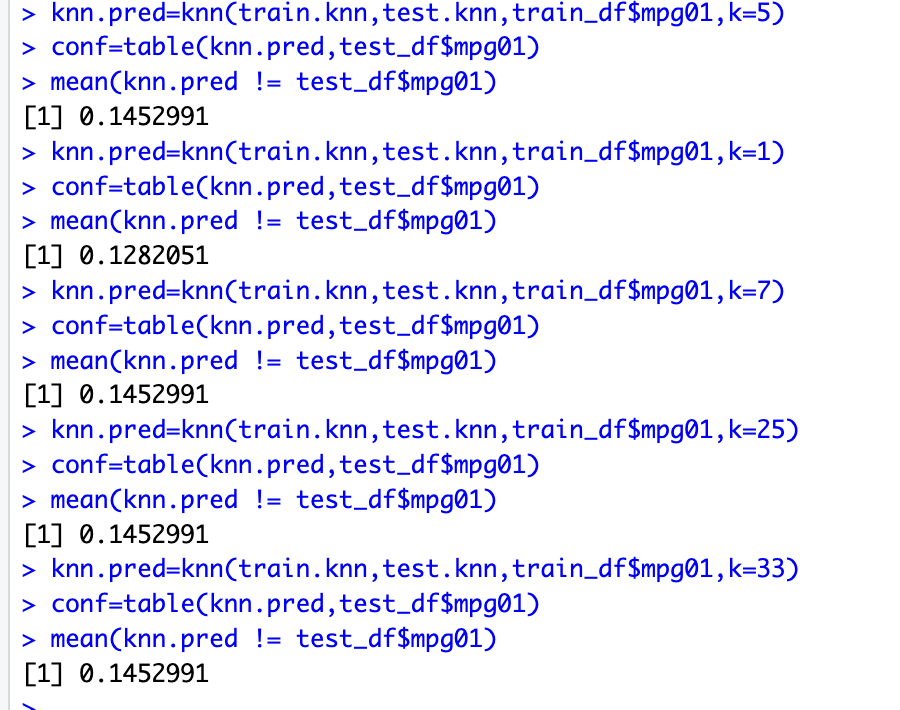 > knn.pred=knn(train.knn,test.knn,train_df$mpg01,k=5)
> conf=table(knn.pred,test_df$mpg01)
> mean(knn.pred != test_df$mpg01)
[1] 0.1452991
> knn.pred=knn(train.knn,test.knn,train_df$mpg01,k=1)
> conf=table(knn.pred,test_df$mpg01)
> mean(knn.pred != test_df$mpg01)
[1] 0.1282051
> knn.pred=knn(train.knn,test.knn,train_df$mpg01,k=7)
> conf=table(knn.pred,test_df$mpg01)
> mean(knn.pred != test_df$mpg01)
[1] 0.1452991
> knn.pred=knn(train.knn,test.knn,train_df$mpg01,k=25)
> conf=table(knn.pred,test_df$mpg01)
> mean(knn.pred != test_df$mpg01)
[1] 0.1452991
> knn.pred=knn(train.knn,test.knn,train_df$mpg01,k=33)
> conf=table(knn.pred,test_df$mpg01)
> mean(knn.pred != test_df$mpg01)
[1] 0.1452991
>